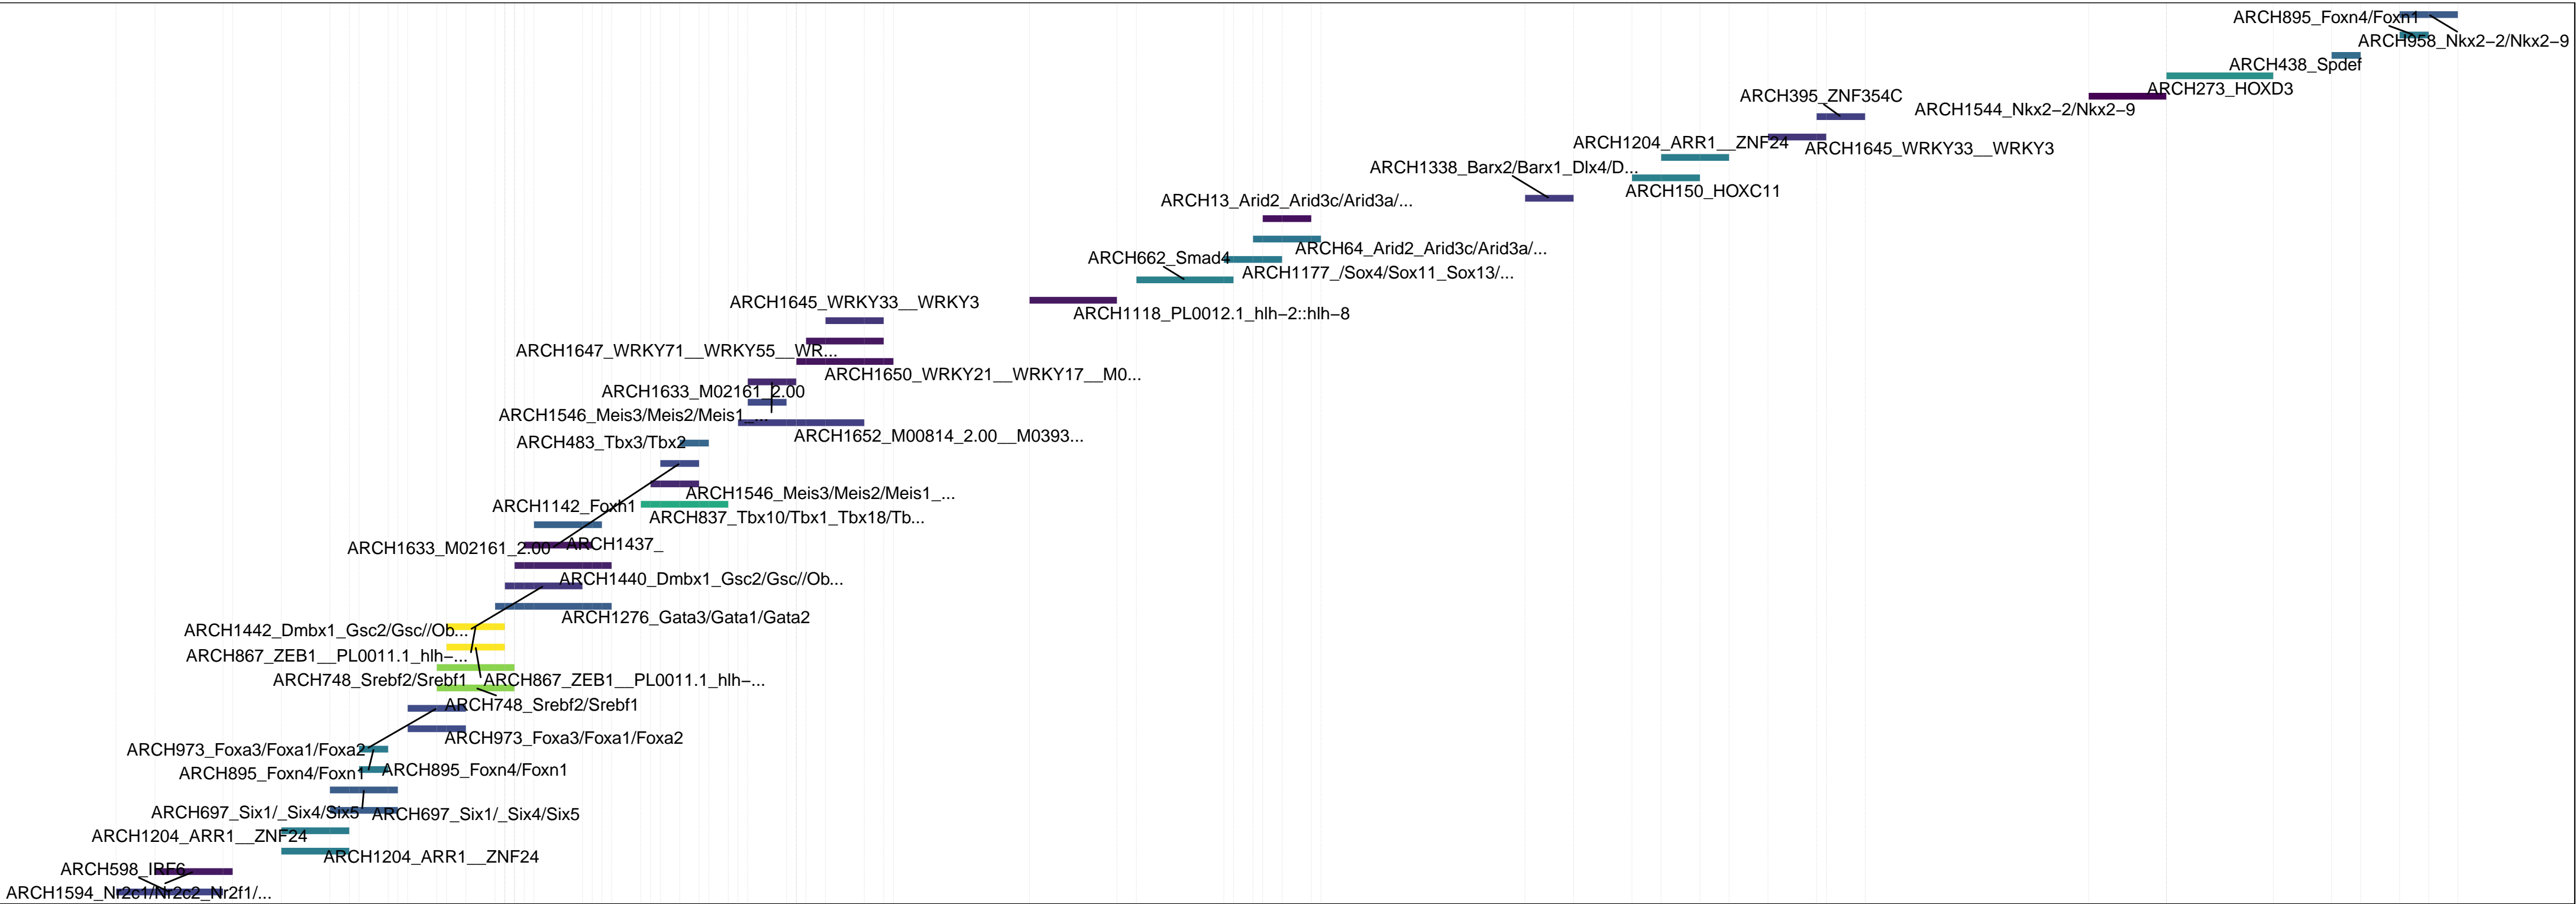 ARCH895_Foxn4/Foxn1
ARCH958_Nkx2−2/Nkx2−9
ARCH438_Spdef
ARCH273_HOXD3
ARCH395_ZNF354C
ARCH1544_Nkx2−2/Nkx2−9
ARCH1204_ARR1__ZNF24
ARCH1645_WRKY33__WRKY3
ARCH1338_Barx2/Barx1_Dlx4/D...
ARCH150_HOXC11
ARCH13_Arid2_Arid3c/Arid3a/...
ARCH64_Arid2_Arid3c/Arid3a/...
ARCH662_Smad4
ARCH1177_/Sox4/Sox11_Sox13/...
ARCH1645_WRKY33__WRKY3
ARCH1118_PL0012.1_hlh−2::hlh−8
ARCH1647_WRKY71__WRKY55__WR...
ARCH1650_WRKY21__WRKY17__M0...
ARCH1633_M02161_2.00
ARCH1546_Meis3/Meis2/Meis1_...
ARCH1652_M00814_2.00__M0393...
ARCH483_Tbx3/Tbx2
ARCH1546_Meis3/Meis2/Meis1_...
ARCH1142_Foxh1
ARCH837_Tbx10/Tbx1_Tbx18/Tb...
ARCH1633_M02161_2.00
ARCH1437_
ARCH1440_Dmbx1_Gsc2/Gsc//Ob...
ARCH1276_Gata3/Gata1/Gata2
ARCH1442_Dmbx1_Gsc2/Gsc//Ob...
ARCH867_ZEB1__PL0011.1_hlh−...
ARCH748_Srebf2/Srebf1
ARCH867_ZEB1__PL0011.1_hlh−...
ARCH748_Srebf2/Srebf1
ARCH973_Foxa3/Foxa1/Foxa2
ARCH973_Foxa3/Foxa1/Foxa2
ARCH895_Foxn4/Foxn1
ARCH895_Foxn4/Foxn1
ARCH697_Six1/_Six4/Six5
ARCH697_Six1/_Six4/Six5
ARCH1204_ARR1__ZNF24
ARCH1204_ARR1__ZNF24
ARCH598_IRF6
ARCH1594_Nr2c1/Nr2c2_Nr2f1/...